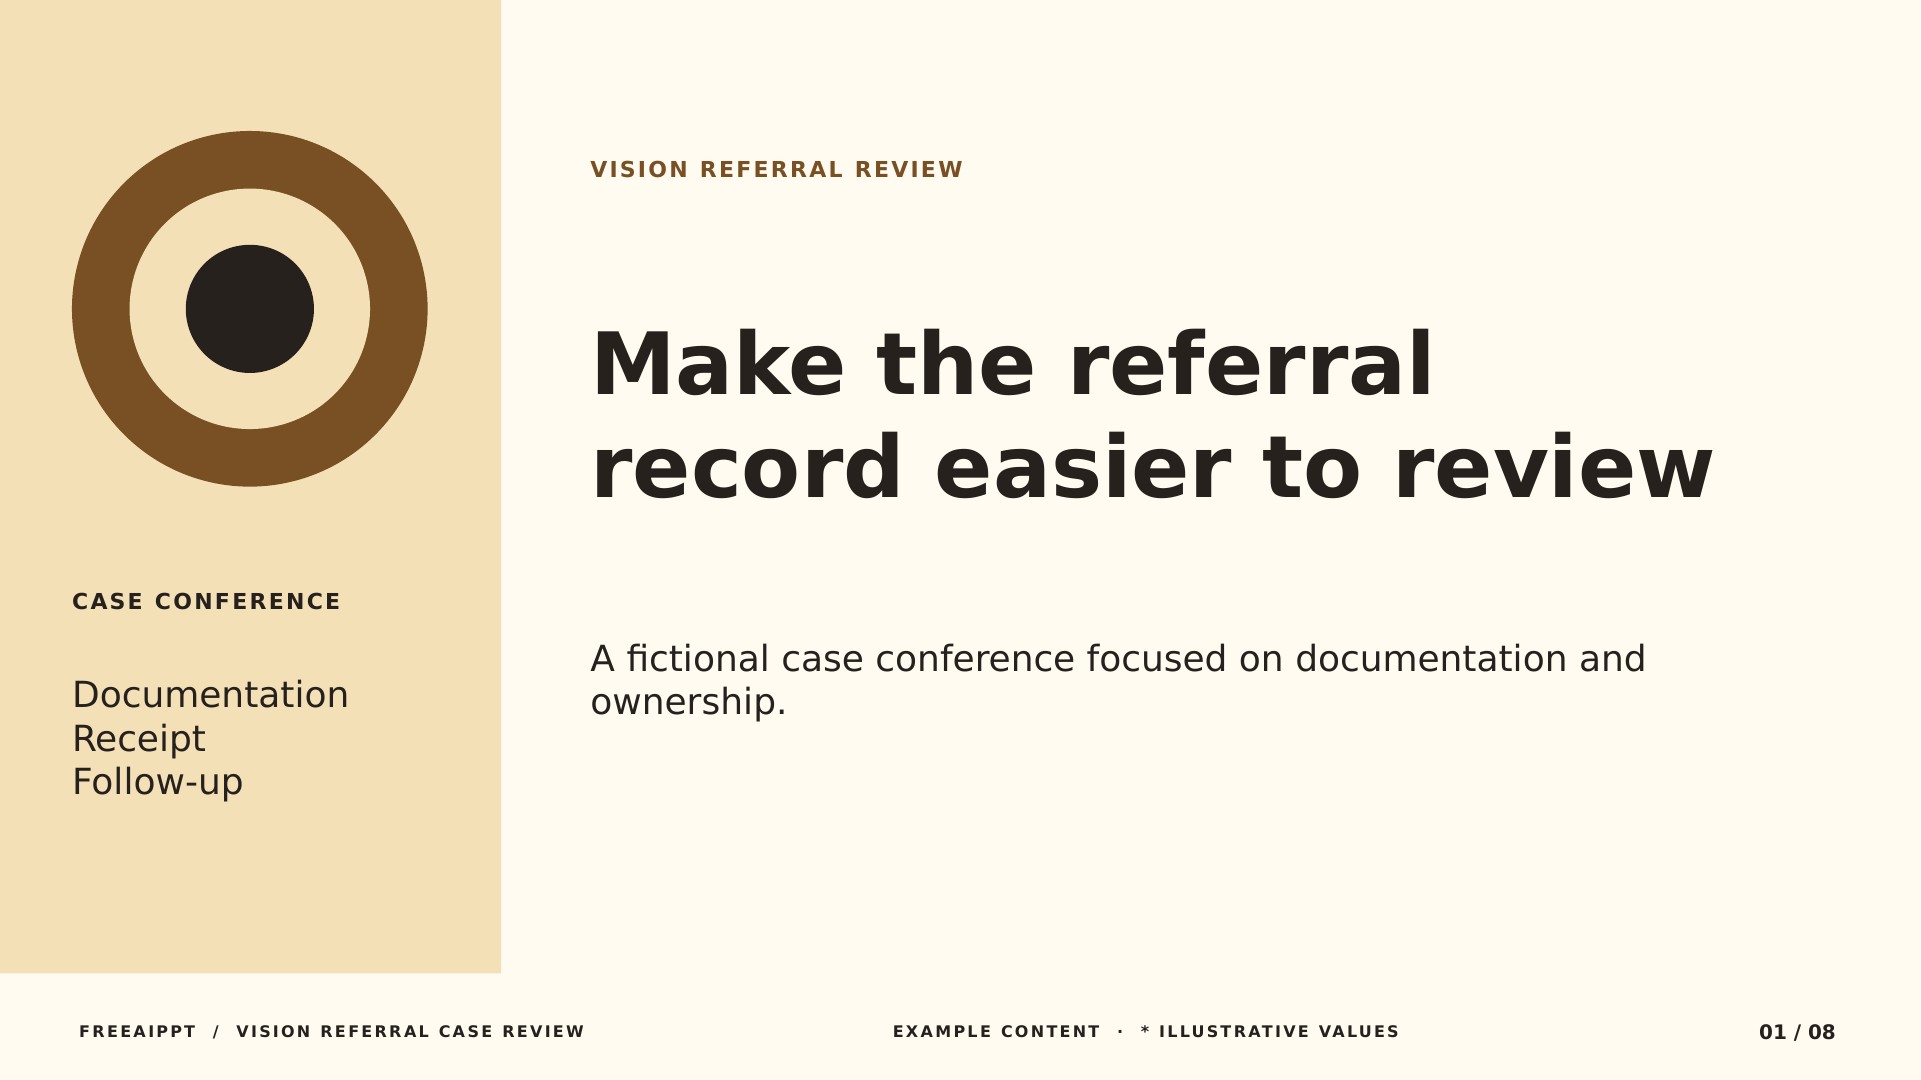 CASE CONFERENCE
Documentation
Receipt
Follow-up
VISION REFERRAL REVIEW
Make the referral
record easier to review
A fictional case conference focused on documentation and
ownership.
FREEAIPPT / VISION REFERRAL CASE REVIEW
EXAMPLE CONTENT · * ILLUSTRATIVE VALUES
01 / 08